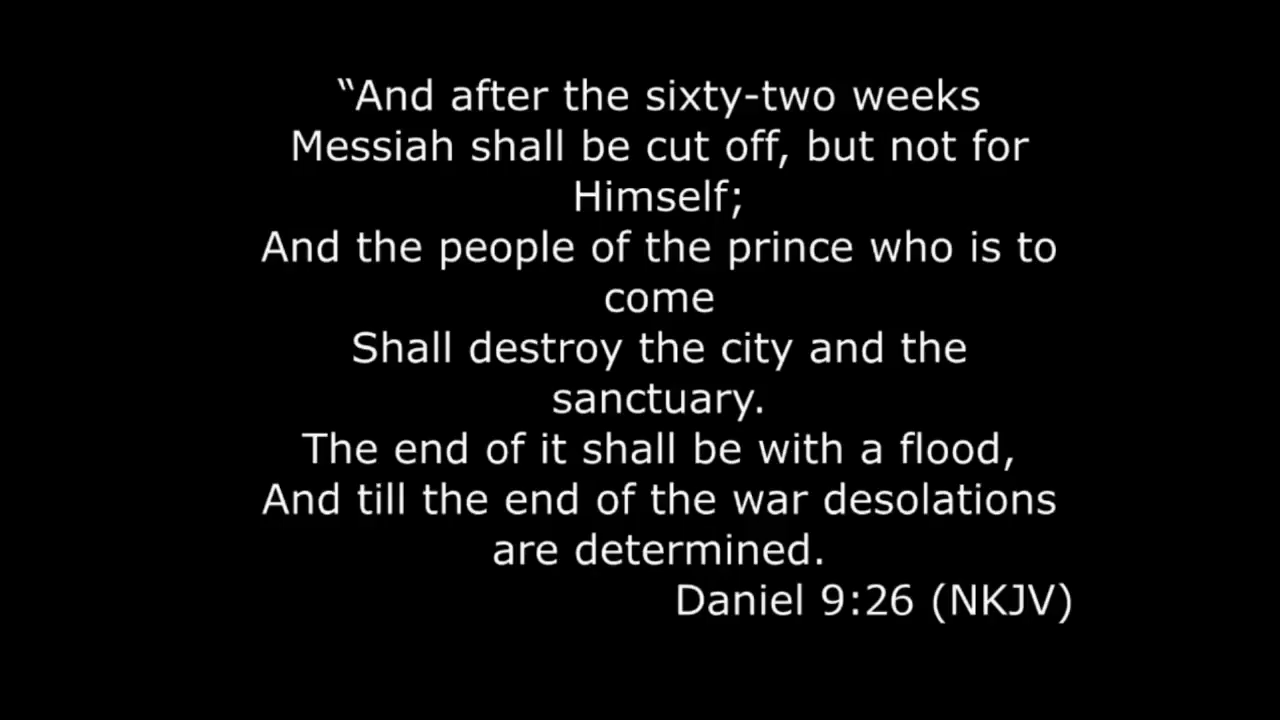 “And after the sixty-two weeks
Messiah shall be cut off, but not for
Himself;
And the people of the prince who is to
come
Shall destroy the city and the
sanctuary.
The end of it shall be with a flood,
And till the end of the war desolations
are determined.
Daniel 9:26 (NKJV)